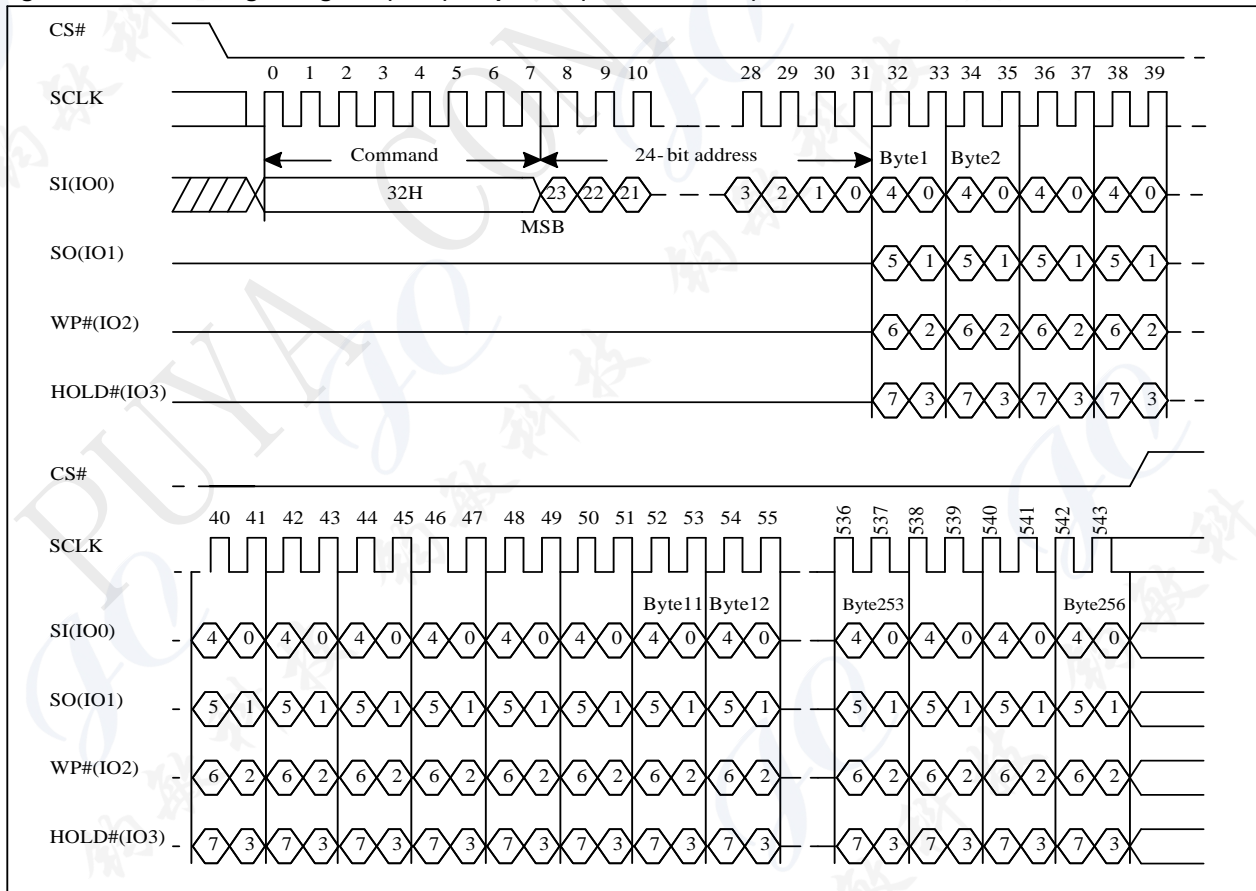 CS#
0 1 2 3 4 5 6 7 8 9 10 28 29 30 31 32 33 34 35 36 37 38 39
SCLK
Command 24-bit address Byte1 Byte2
SI(IO0) 32H 23 22 21 3 2 1 0 4 0 4 0 4 0 4 0
MSB
SO(IO1) 5 1 5 1 5 1 5 1
WP#(IO2) 6 2 6 2 6 2 6 2
HOLD#(IO3) 7 3 7 3 7 3 7 3
CS#
40 41 42 43 44 45 46 47 48 49 50 51 52 53 54 55 536 537 538 539 540 541 542 543
SCLK
Byte11 Byte12 Byte253 Byte256
SI(IO0) 4 0 4 0 4 0 4 0 4 0 4 0 4 0 4 0 4 0 4 0 4 0 4 0
SO(IO1) 5 1 5 1 5 1 5 1 5 1 5 1 5 1 5 1 5 1 5 1 5 1 5 1
WP#(IO2) 6 2 6 2 6 2 6 2 6 2 6 2 6 2 6 2 6 2 6 2 6 2 6 2
HOLD#(IO3) 7 3 7 3 7 3 7 3 7 3 7 3 7 3 7 3 7 3 7 3 7 3 7 3
PUYA CON